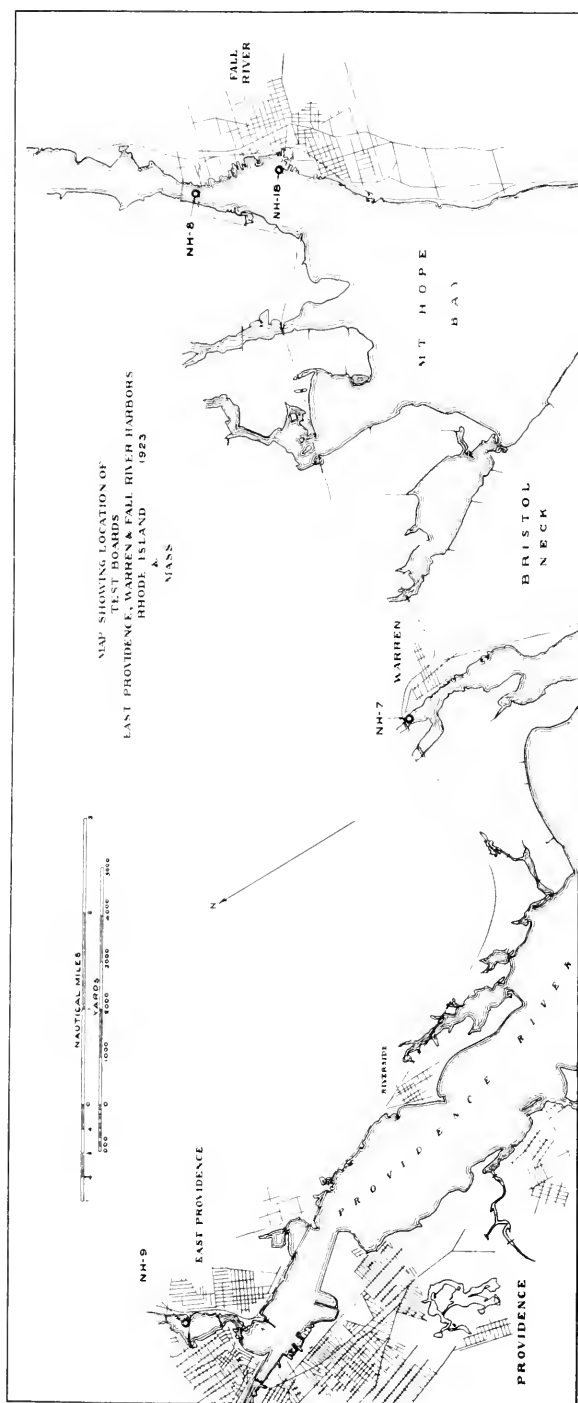 MAP SHOWING LOCATION OF
TEST BOARDS
EAST PROVIDENCE, WARREN & FALL RIVER HARBORS
RHODE ISLAND 1923
&
MASS
NAUTICAL MILES
YARDS
N
NH-9
EAST PROVIDENCE
PROVIDENCE
RIVERSIDE
PROVIDENCE RIVER
NH-7
WARREN
BRISTOL
NECK
MT HOPE
BAY
NH-8
NH-18
FALL
RIVER